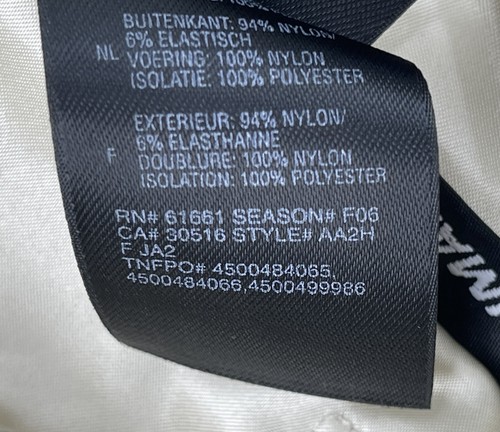 BUITENKANT: 94% NYLON/
6% ELASTISCH
NL VOERING: 100% NYLON
ISOLATIE: 100% POLYESTER
EXTERIEUR: 94% NYLON/
6% ELASTHANNE
F DOUBLURE: 100% NYLON
ISOLATION: 100% POLYESTER
RN# 61661 SEASON# F06
CA# 30516 STYLE# AA2H
F JA2
TNFPO# 4500484065,
4500484066,4500499986